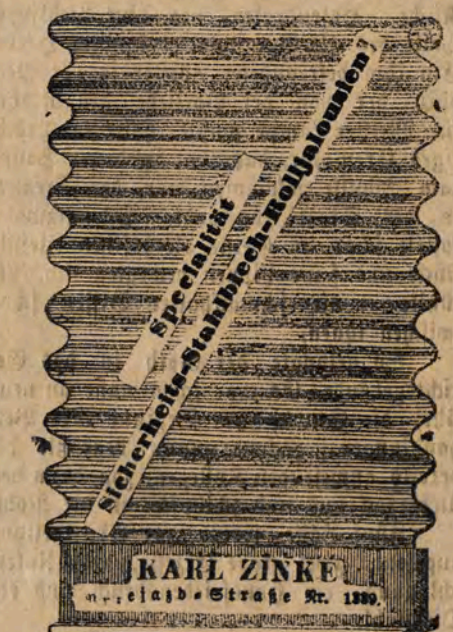 Specialität
Sicherheits-Stahlblech-Rolljalousien
KARL ZINKE
Straße Nr. 1389.